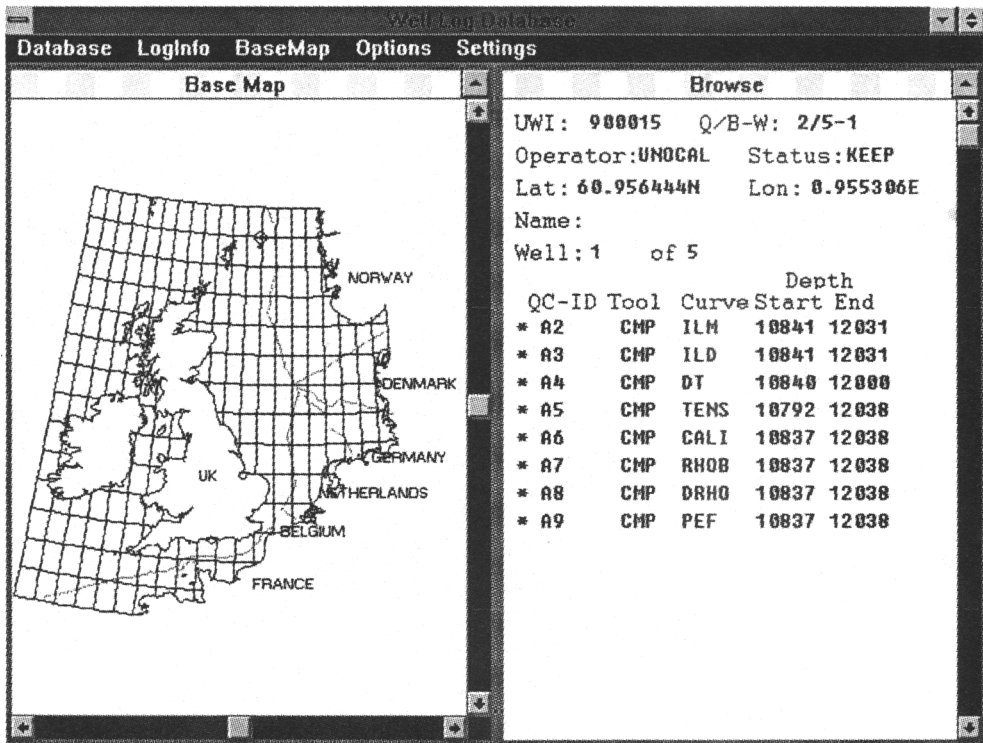 Well Log Database
Database LogInfo BaseMap Options Settings
Base Map
NORWAY
DENMARK
GERMANY
UK
NETHERLANDS
BELGIUM
FRANCE
Browse
UWI: 900015 Q/B-W: 2/5-1
Operator:UNOCAL Status:KEEP
Lat: 60.956444N Lon: 0.955306E
Name:
Well: 1 of 5
Depth
QC-ID Tool Curve Start End
* A2 CMP ILM 10841 12031
* A3 CMP ILD 10841 12031
* A4 CMP DT 10840 12000
* A5 CMP TENS 10792 12038
* A6 CMP CALI 10837 12038
* A7 CMP RHOB 10837 12038
* A8 CMP DRHO 10837 12038
* A9 CMP PEF 10837 12038